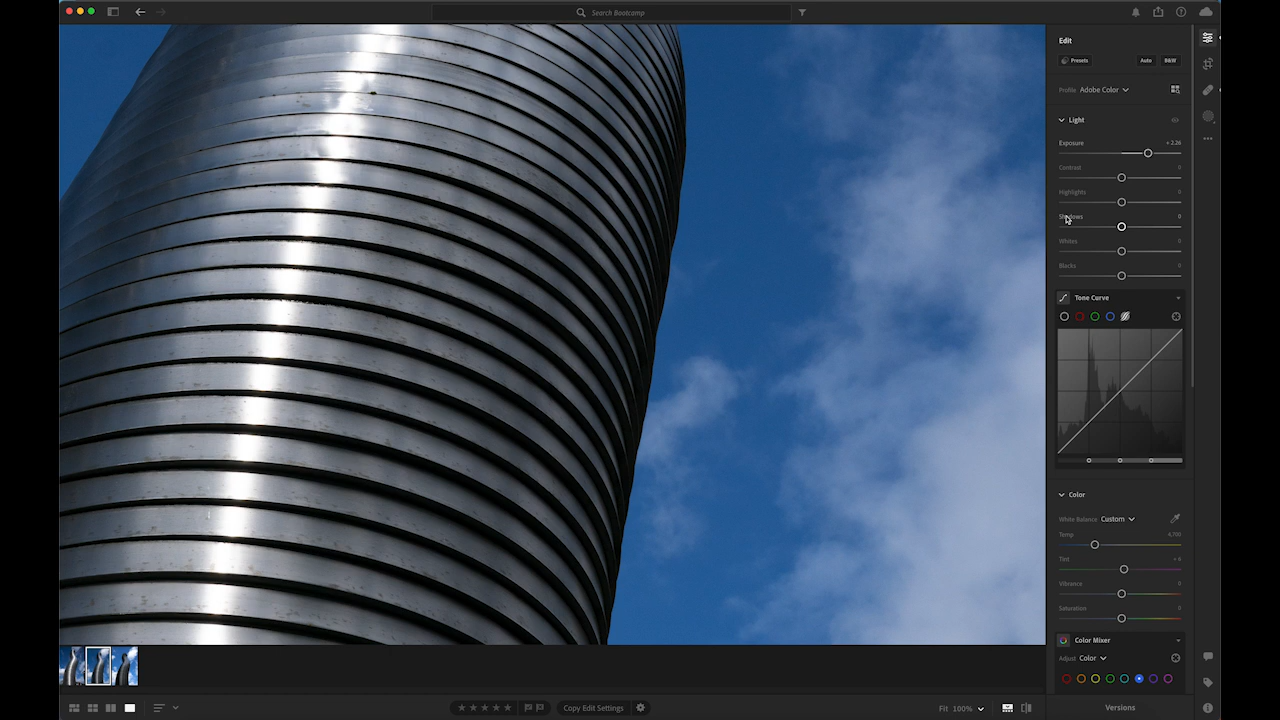 Search Bootcamp
Edit
Presets
Auto
B&W
Profile Adobe Color
Light
Exposure + 2.26
Contrast 0
Highlights 0
Shadows 0
Whites 0
Blacks 0
Tone Curve
Color
White Balance Custom
Temp 4,700
Tint + 0
Vibrance 0
Saturation 0
Color Mixer
Adjust Color
Copy Edit Settings
Fit 100%
Versions